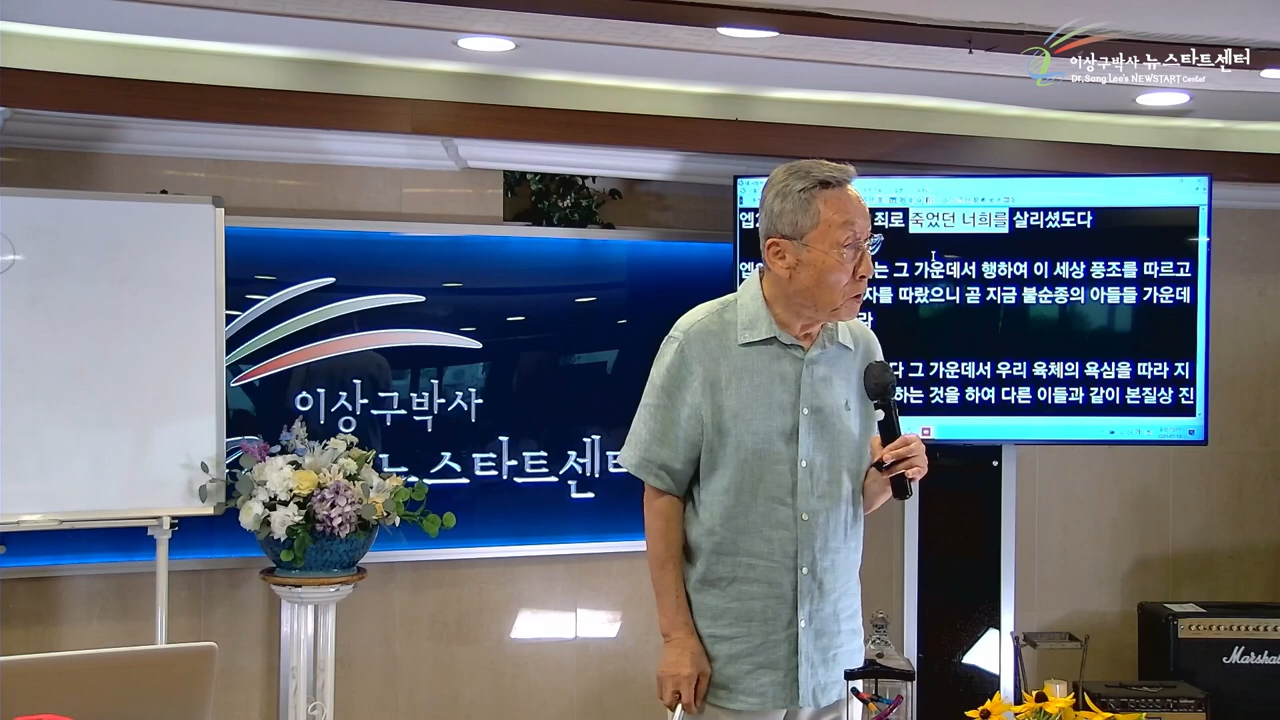 이상구박사 뉴스타트센터
Dr. Sang Lee's NEWSTART Center
엡2 죄로 죽었던 너희를 살리셨도다
엡 는 그 가운데서 행하여 이 세상 풍조를 따르고
자를 따랐으니 곧 지금 불순종의 아들들 가운데
라
다 그 가운데서 우리 육체의 욕심을 따라 지
하는 것을 하여 다른 이들과 같이 본질상 진
이상구박사
뉴스타트센터
Marshall